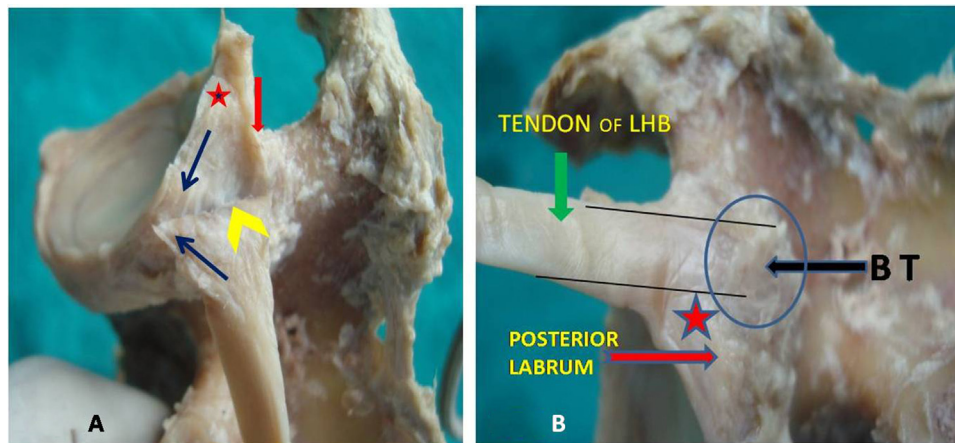 A
TENDON OF LHB
B T
POSTERIOR
LABRUM
B